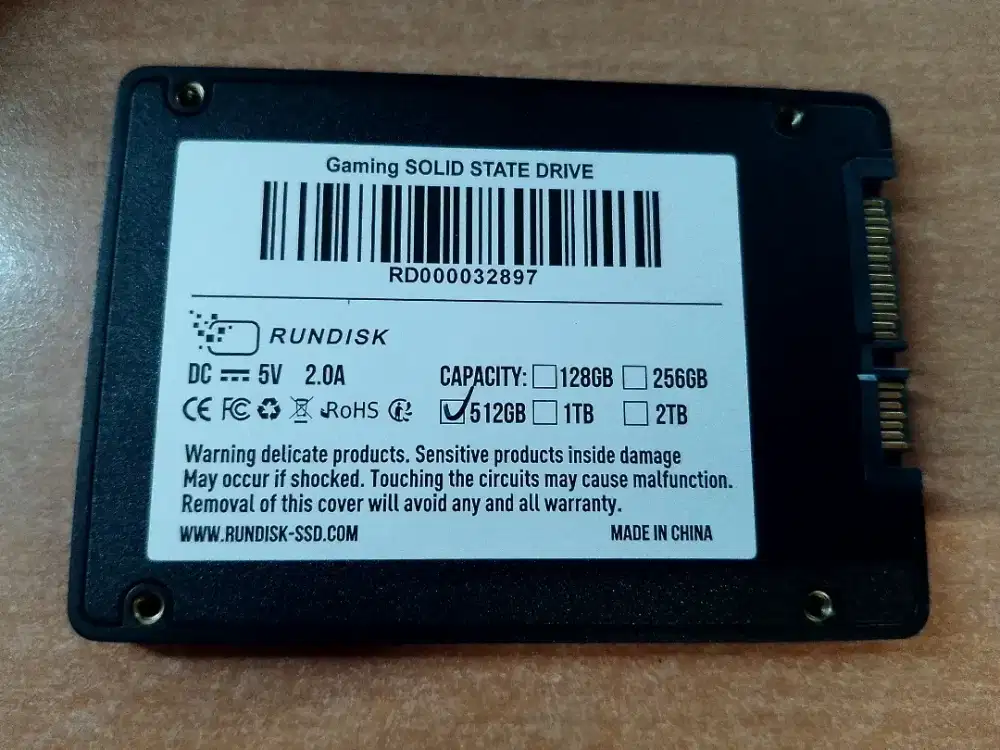 Gaming SOLID STATE DRIVE
RD000032897
RUNDISK
DC 5V 2.0A
CAPACITY: 128GB 256GB
512GB 1TB 2TB
CE FC RoHS
Warning delicate products. Sensitive products inside damage
May occur if shocked. Touching the circuits may cause malfunction.
Removal of this cover will avoid any and all warranty.
WWW.RUNDISK-SSD.COM MADE IN CHINA